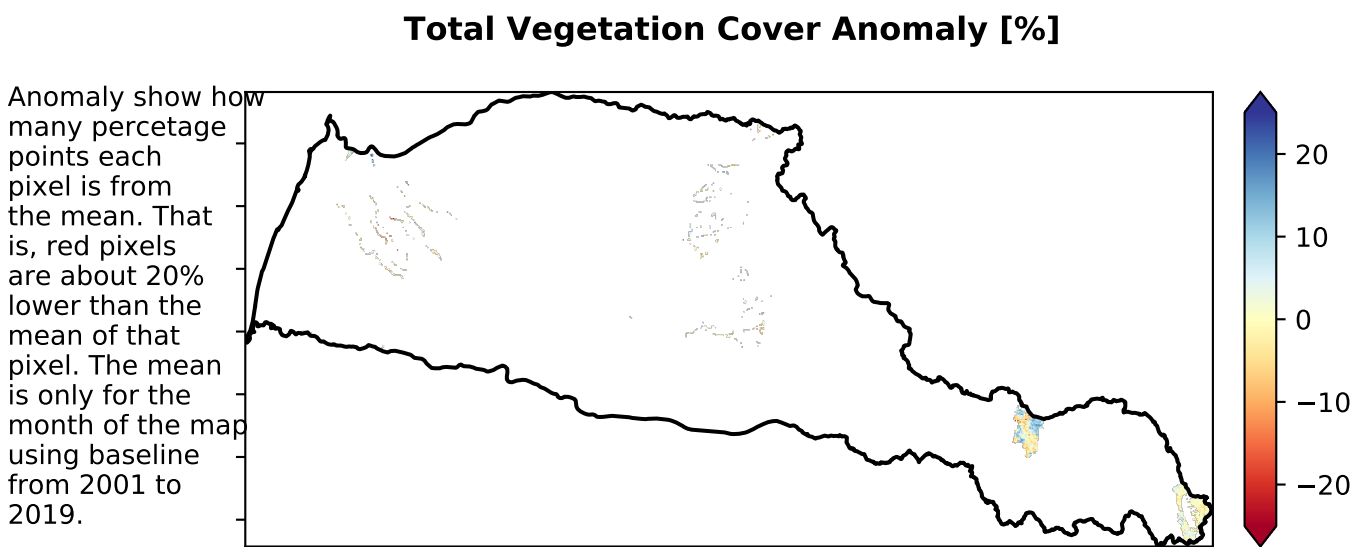 Total Vegetation Cover Anomaly [%]
Anomaly show how
many percetage
points each
pixel is from
the mean. That
is, red pixels
are about 20%
lower than the
mean of that
pixel. The mean
is only for the
month of the map
using baseline
from 2001 to
2019.
20
10
0
−10
−20